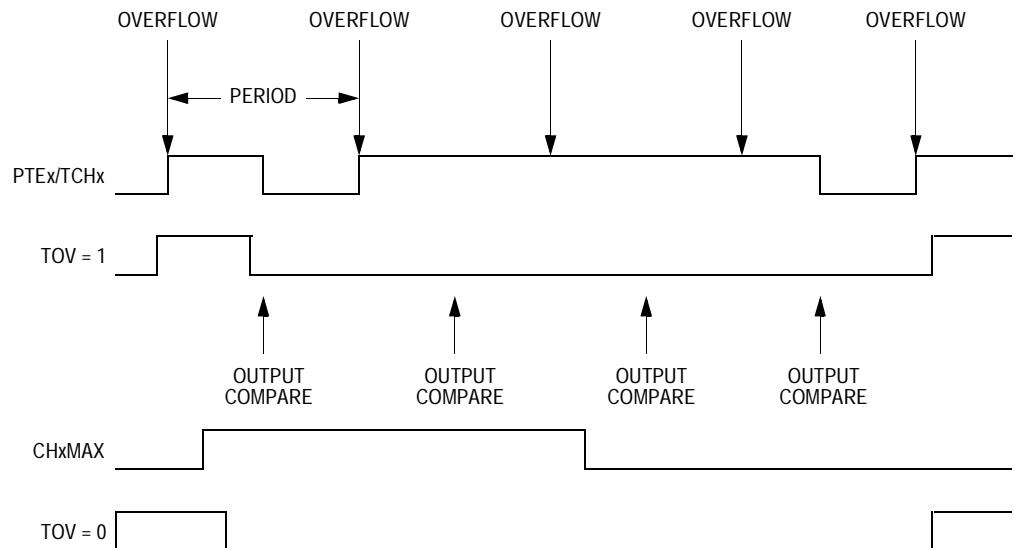 OVERFLOW OVERFLOW OVERFLOW OVERFLOW OVERFLOW
PERIOD
PTEx/TCHx
TOV = 1
OUTPUT COMPARE
OUTPUT COMPARE
OUTPUT COMPARE
OUTPUT COMPARE
CHxMAX
TOV = 0